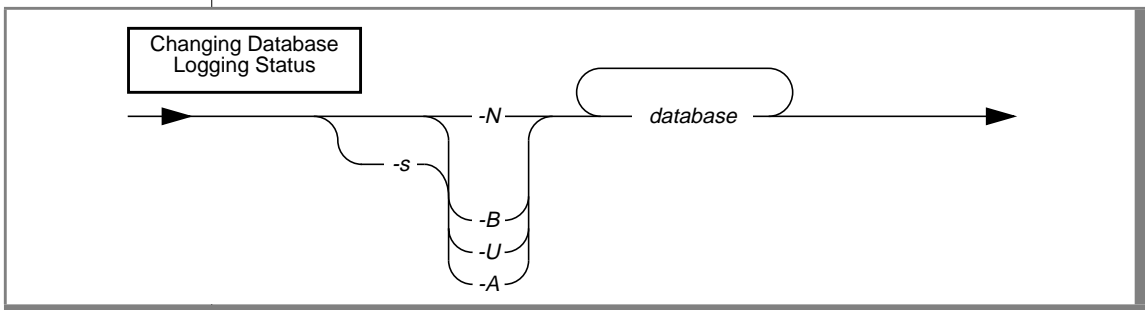 Changing Database
Logging Status
-N
database
-s
-B
-U
-A